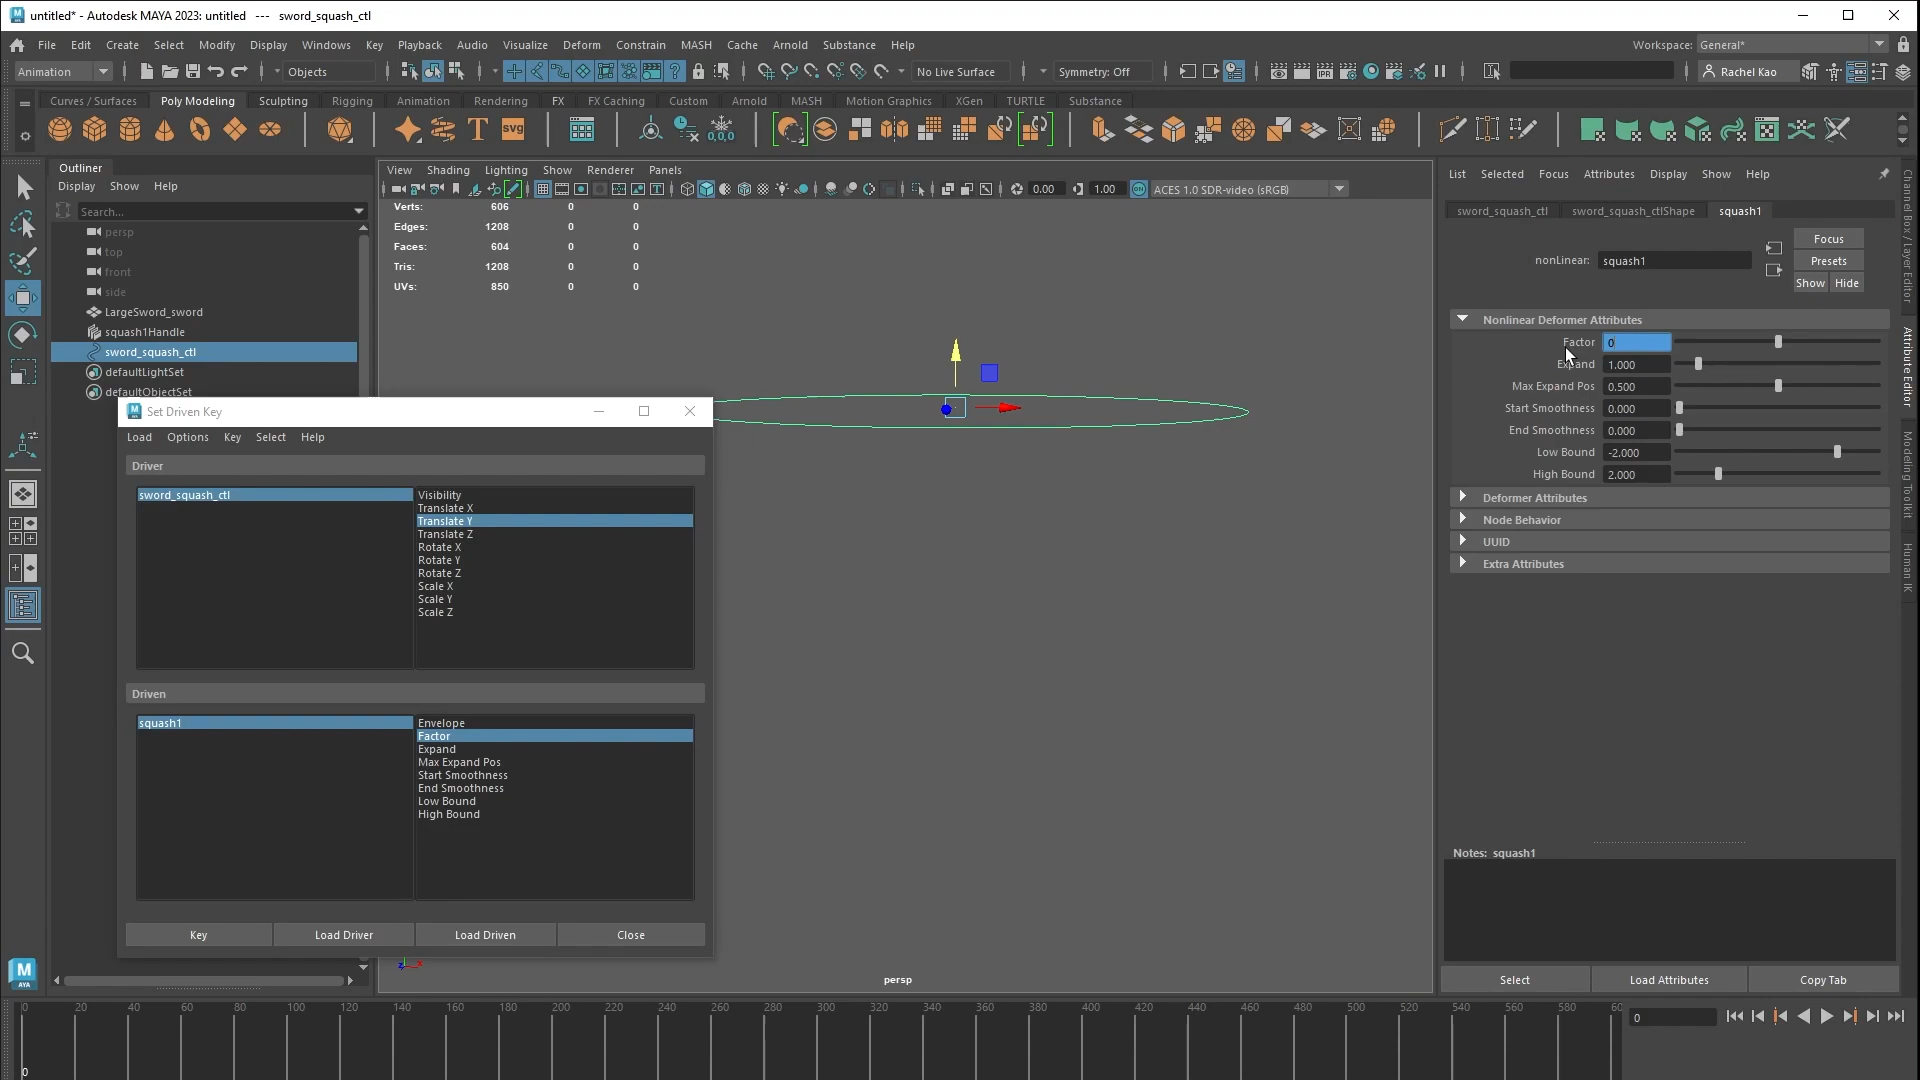 untitled* - Autodesk MAYA 2023: untitled --- sword_squash_ctl
File Edit Create Select Modify Display Windows Key Playback Audio Visualize Deform Constrain MASH Cache Arnold Substance Help
Workspace: General*
Animation Objects No Live Surface Symmetry: Off Rachel Kao
Curves / Surfaces Poly Modeling Sculpting Rigging Animation Rendering FX FX Caching Custom Arnold MASH Motion Graphics XGen TURTLE Substance
Outliner
Display Show Help
Search...
persp
top
front
side
LargeSword_sword
squash1Handle
sword_squash_ctl
defaultLightSet
defaultObjectSet
View Shading Lighting Show Renderer Panels
0.00 1.00 ACES 1.0 SDR-video (sRGB)
Verts: 606 0 0
Edges: 1208 0 0
Faces: 604 0 0
Tris: 1208 0 0
UVs: 850 0 0
persp
Set Driven Key
Load Options Key Select Help
Driver
sword_squash_ctl
Visibility
Translate X
Translate Y
Translate Z
Rotate X
Rotate Y
Rotate Z
Scale X
Scale Y
Scale Z
Driven
squash1
Envelope
Factor
Expand
Max Expand Pos
Start Smoothness
End Smoothness
Low Bound
High Bound
Key Load Driver Load Driven Close
List Selected Focus Attributes Display Show Help
sword_squash_ctl sword_squash_ctlShape squash1
nonLinear: squash1
Focus
Presets
Show Hide
Nonlinear Deformer Attributes
Factor 0
Expand 1.000
Max Expand Pos 0.500
Start Smoothness 0.000
End Smoothness 0.000
Low Bound -2.000
High Bound 2.000
Deformer Attributes
Node Behavior
UUID
Extra Attributes
Notes: squash1
Select Load Attributes Copy Tab
Channel Box / Layer Editor
Attribute Editor
Modeling Toolkit
Human IK
0 20 40 60 80 100 120 140 160 180 200 220 240 260 280 300 320 340 360 380 400 420 440 460 480 500 520 540 560 580 60
0
0